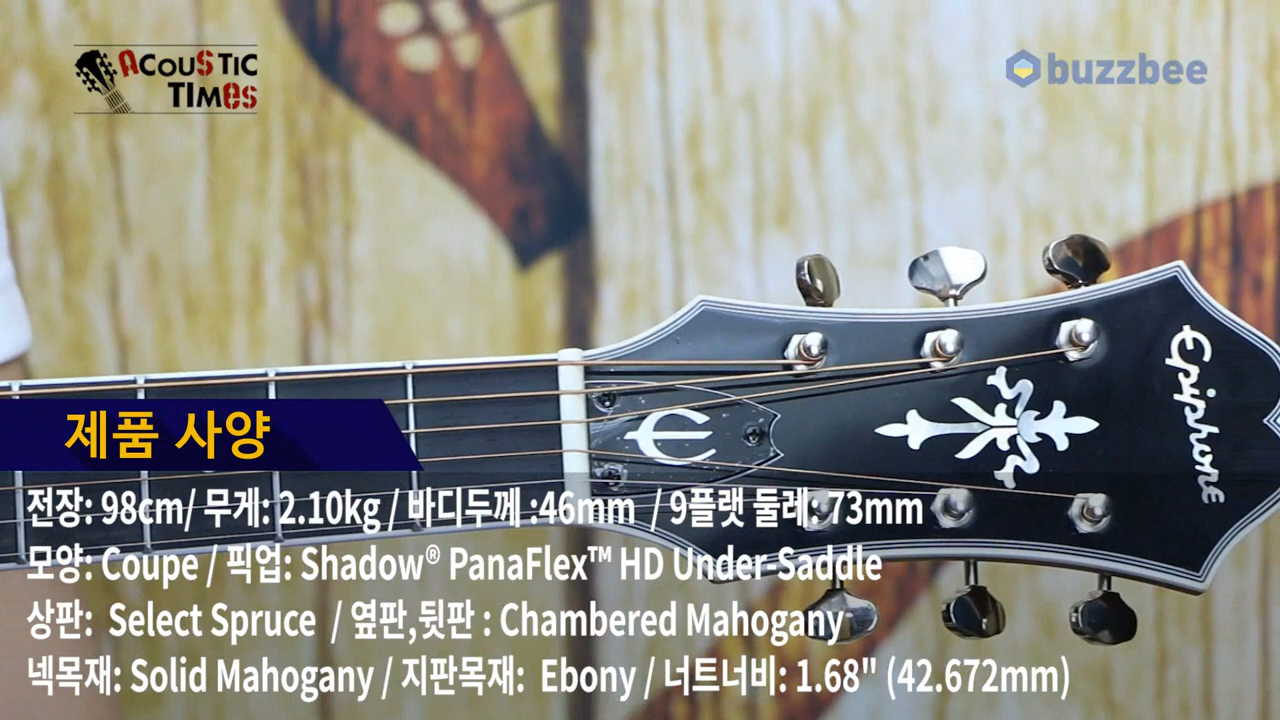 ACOUSTIC
TIMES
buzzbee
Epiphone
제품 사양
전장: 98cm/ 무게: 2.10kg / 바디두께 :46mm / 9플랫 둘레: 73mm
모양: Coupe / 픽업: Shadow® PanaFlex™ HD Under-Saddle
상판: Select Spruce / 옆판,뒷판 : Chambered Mahogany
넥목재: Solid Mahogany / 지판목재: Ebony / 너트너비: 1.68" (42.672mm)